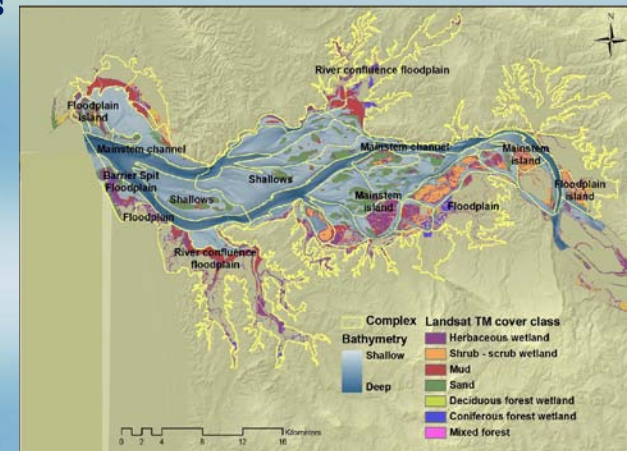 s
N
River confluence floodplain
Floodplain
island
Mainstem channel
Mainstem channel
Mainstem
island
Barrier Spit
Floodplain
Shallows
Shallows
Floodplain
island
Mainstem
island
Floodplain
Floodplain
River confluence
floodplain
Complex
Bathymetry
Shallow
Deep
Landsat TM cover class
Herbaceous wetland
Shrub - scrub wetland
Mud
Sand
Deciduous forest wetland
Coniferous forest wetland
Mixed forest
Kilometers
0 2 4 8 12 16